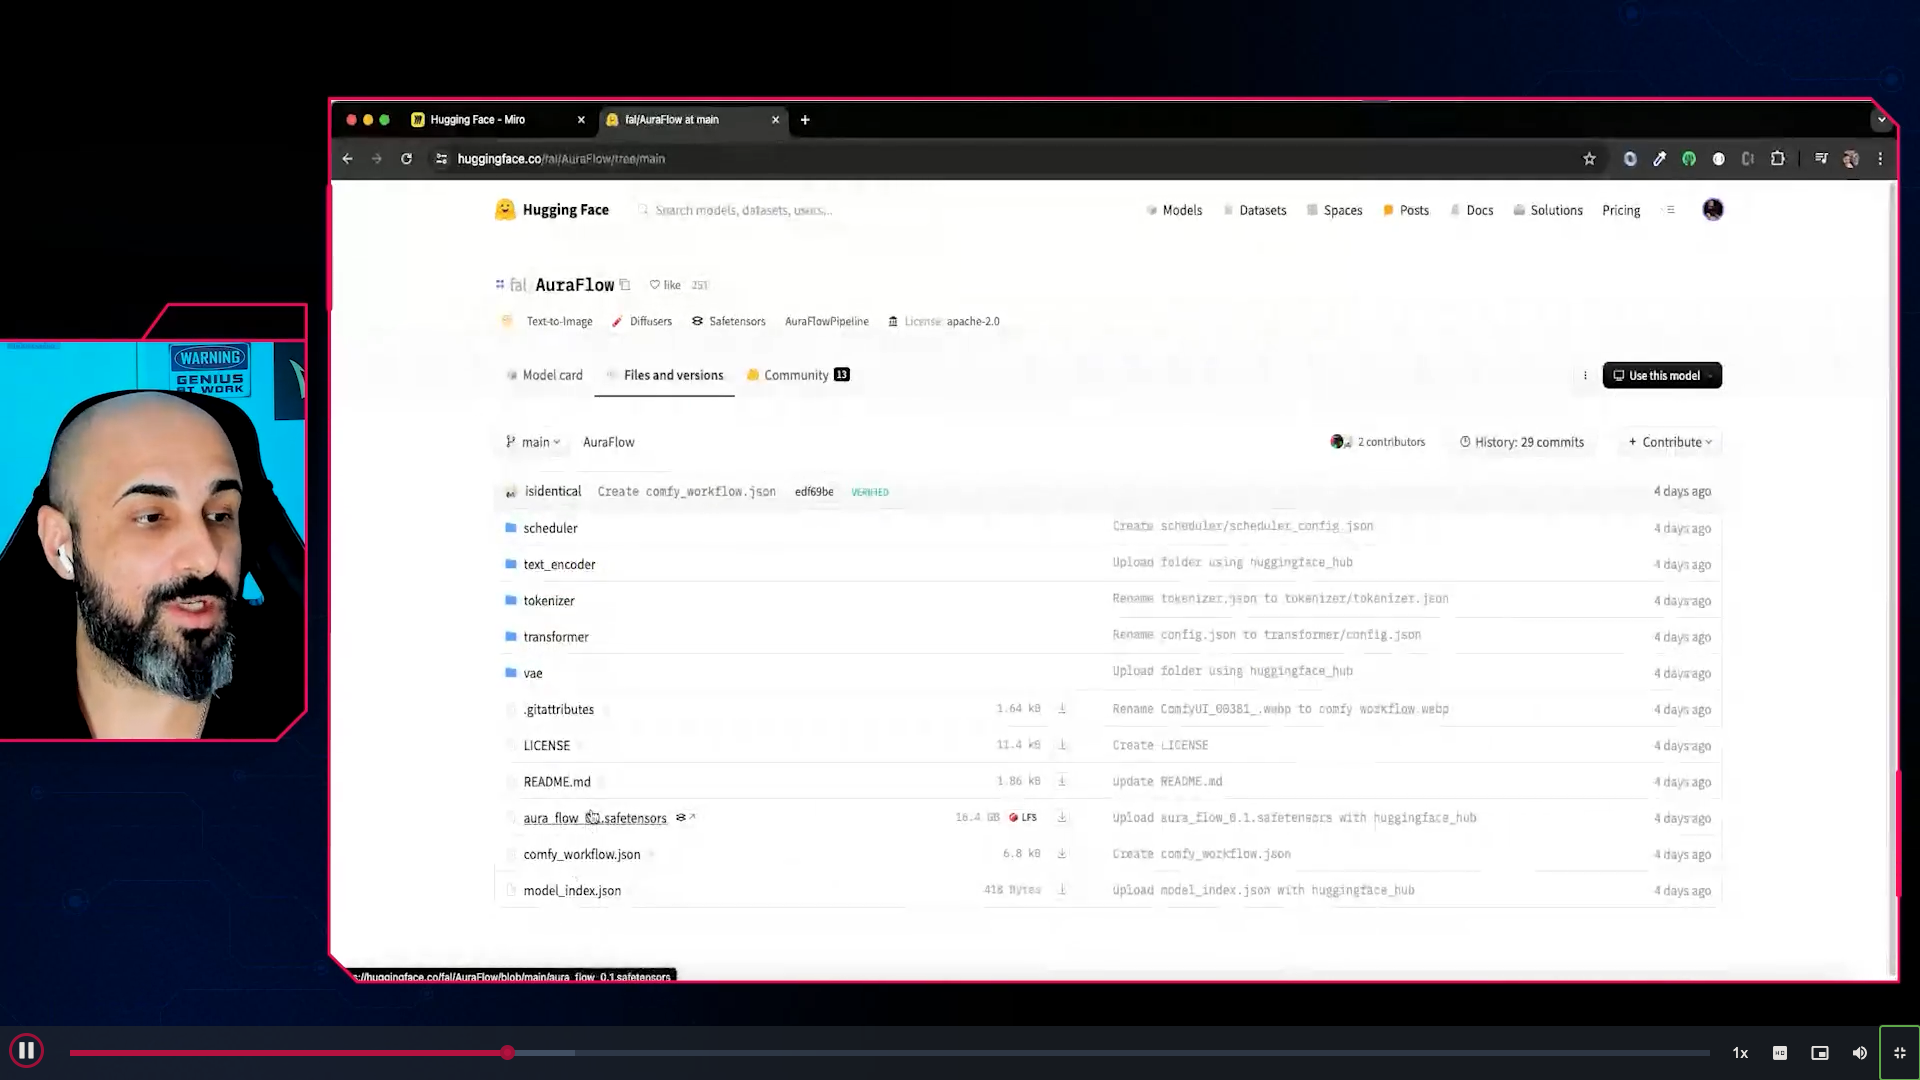 Hugging Face - Miro
fal/AuraFlow at main
huggingface.co/fal/AuraFlow/tree/main
Hugging Face
Search models, datasets, users...
Models
Datasets
Spaces
Posts
Docs
Solutions
Pricing
fal
AuraFlow
like
251
Text-to-Image
Diffusers
Safetensors
AuraFlowPipeline
License: apache-2.0
Model card
Files and versions
Community
13
Use this model
main
AuraFlow
2 contributors
History: 29 commits
+ Contribute
isidentical Create comfy_workflow.json edf69be VERIFIED 4 days ago
scheduler Create scheduler/scheduler_config.json 4 days ago
text_encoder Upload folder using huggingface_hub 4 days ago
tokenizer Rename tokenizer.json to tokenizer/tokenizer.json 4 days ago
transformer Rename config.json to transformer/config.json 4 days ago
vae Upload folder using huggingface_hub 4 days ago
.gitattributes 1.64 kB Rename ComfyUI_00381_.webp to comfy workflow.webp 4 days ago
LICENSE 11.4 kB Create LICENSE 4 days ago
README.md 1.86 kB Update README.md 4 days ago
aura_flow_0.1.safetensors 16.4 GB LFS Upload aura_flow_0.1.safetensors with huggingface_hub 4 days ago
comfy_workflow.json 6.8 kB Create comfy_workflow.json 4 days ago
model_index.json 418 Bytes Upload model_index.json with huggingface_hub 4 days ago
s://huggingface.co/fal/AuraFlow/blob/main/aura_flow_0.1.safetensors
WARNING
GENIUS
AT WORK
1x
HD